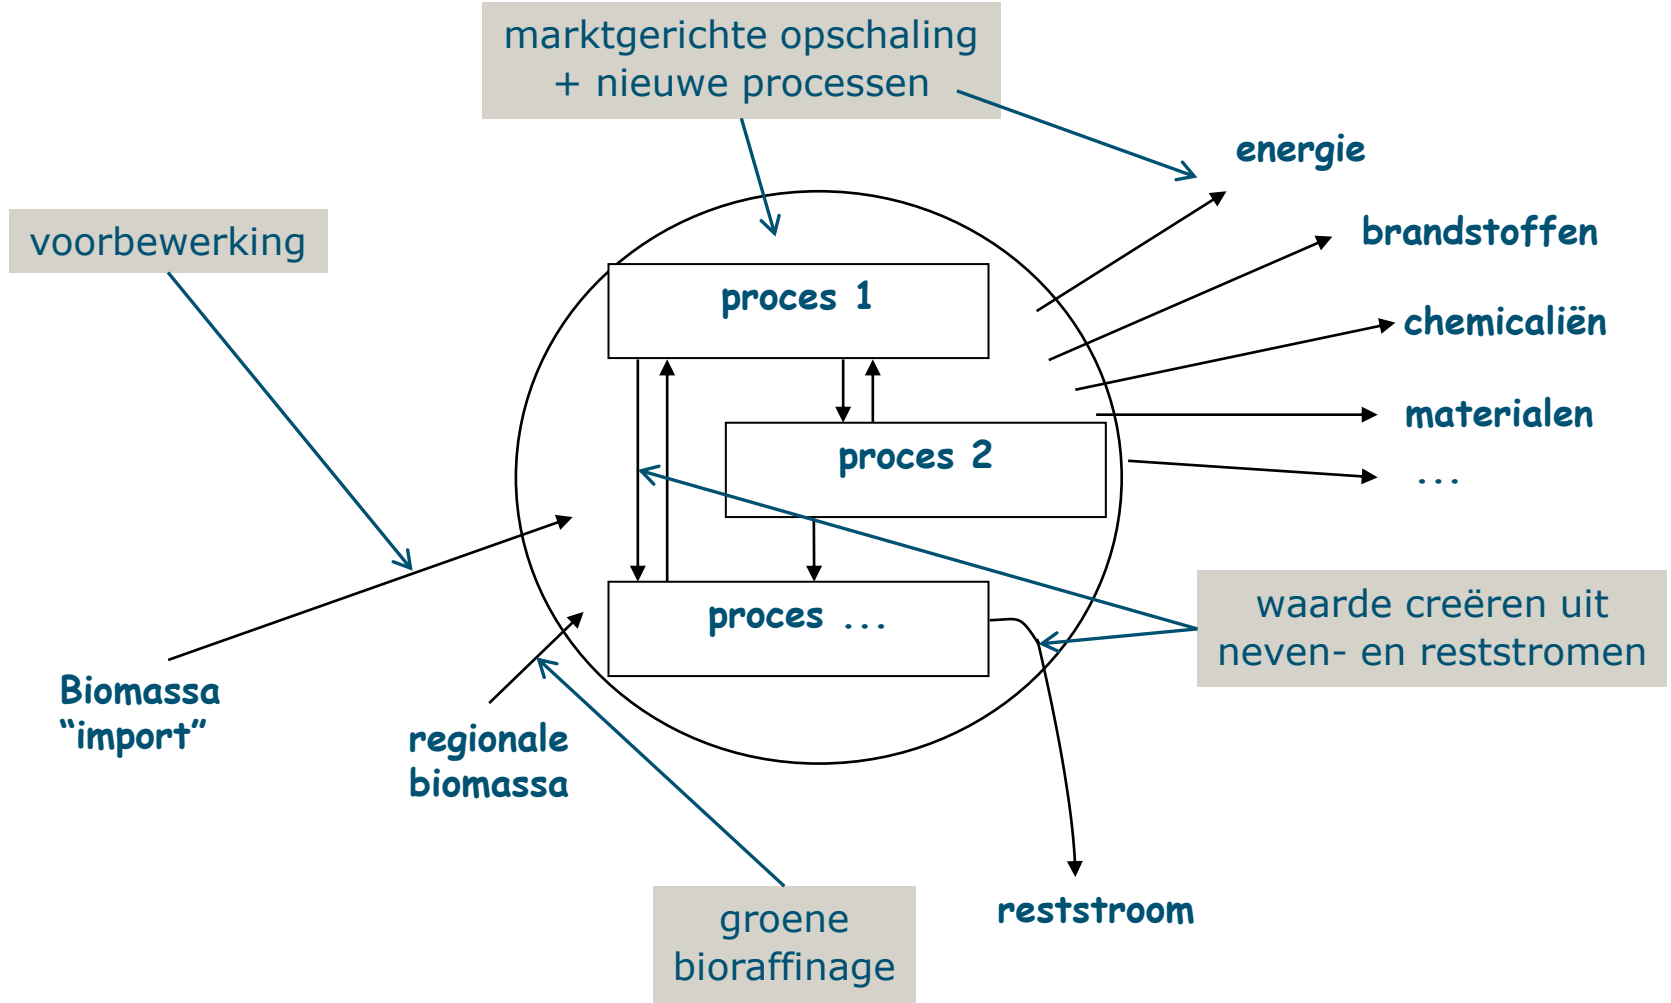 marktgerichte opschaling
+ nieuwe processen
energie
voorbewerking
brandstoffen
proces 1
chemicaliën
materialen
proces 2
...
proces ...
waarde creëren uit
neven- en reststromen
Biomassa
“import”
regionale
biomassa
reststroom
groene
bioraffinage